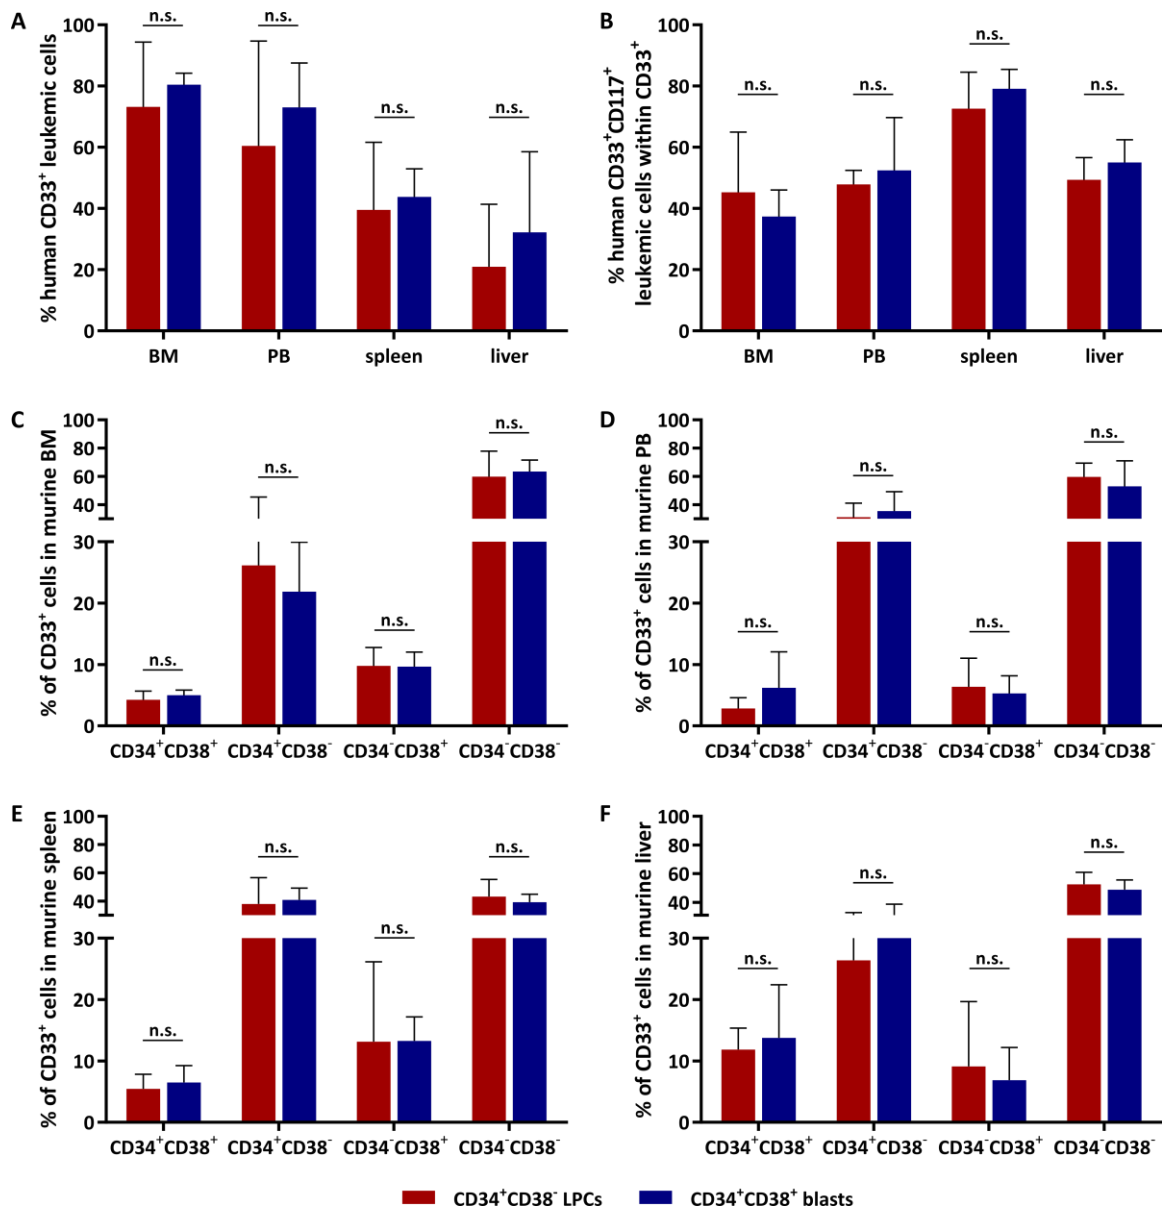 A
% human CD33⁺ leukemic cells
100
80
60
40
20
0
n.s.
n.s.
n.s.
n.s.
BM
PB
spleen
liver
B
% human CD33⁺CD117⁺
leukemic cells within CD33⁺
100
80
60
40
20
0
n.s.
n.s.
n.s.
n.s.
BM
PB
spleen
liver
C
% of CD33⁺ cells in murine BM
100
80
60
40
30
20
10
0
n.s.
n.s.
n.s.
n.s.
CD34⁺CD38⁺
CD34⁺CD38⁻
CD34⁻CD38⁺
CD34⁻CD38⁻
D
% of CD33⁺ cells in murine PB
100
80
60
40
30
20
10
0
n.s.
n.s.
n.s.
n.s.
CD34⁺CD38⁺
CD34⁺CD38⁻
CD34⁻CD38⁺
CD34⁻CD38⁻
E
% of CD33⁺ cells in murine spleen
100
80
60
40
30
20
10
0
n.s.
n.s.
n.s.
n.s.
CD34⁺CD38⁺
CD34⁺CD38⁻
CD34⁻CD38⁺
CD34⁻CD38⁻
F
% of CD33⁺ cells in murine liver
100
80
60
40
30
20
10
0
n.s.
n.s.
n.s.
n.s.
CD34⁺CD38⁺
CD34⁺CD38⁻
CD34⁻CD38⁺
CD34⁻CD38⁻
CD34⁺CD38⁻ LPCs
CD34⁺CD38⁺ blasts